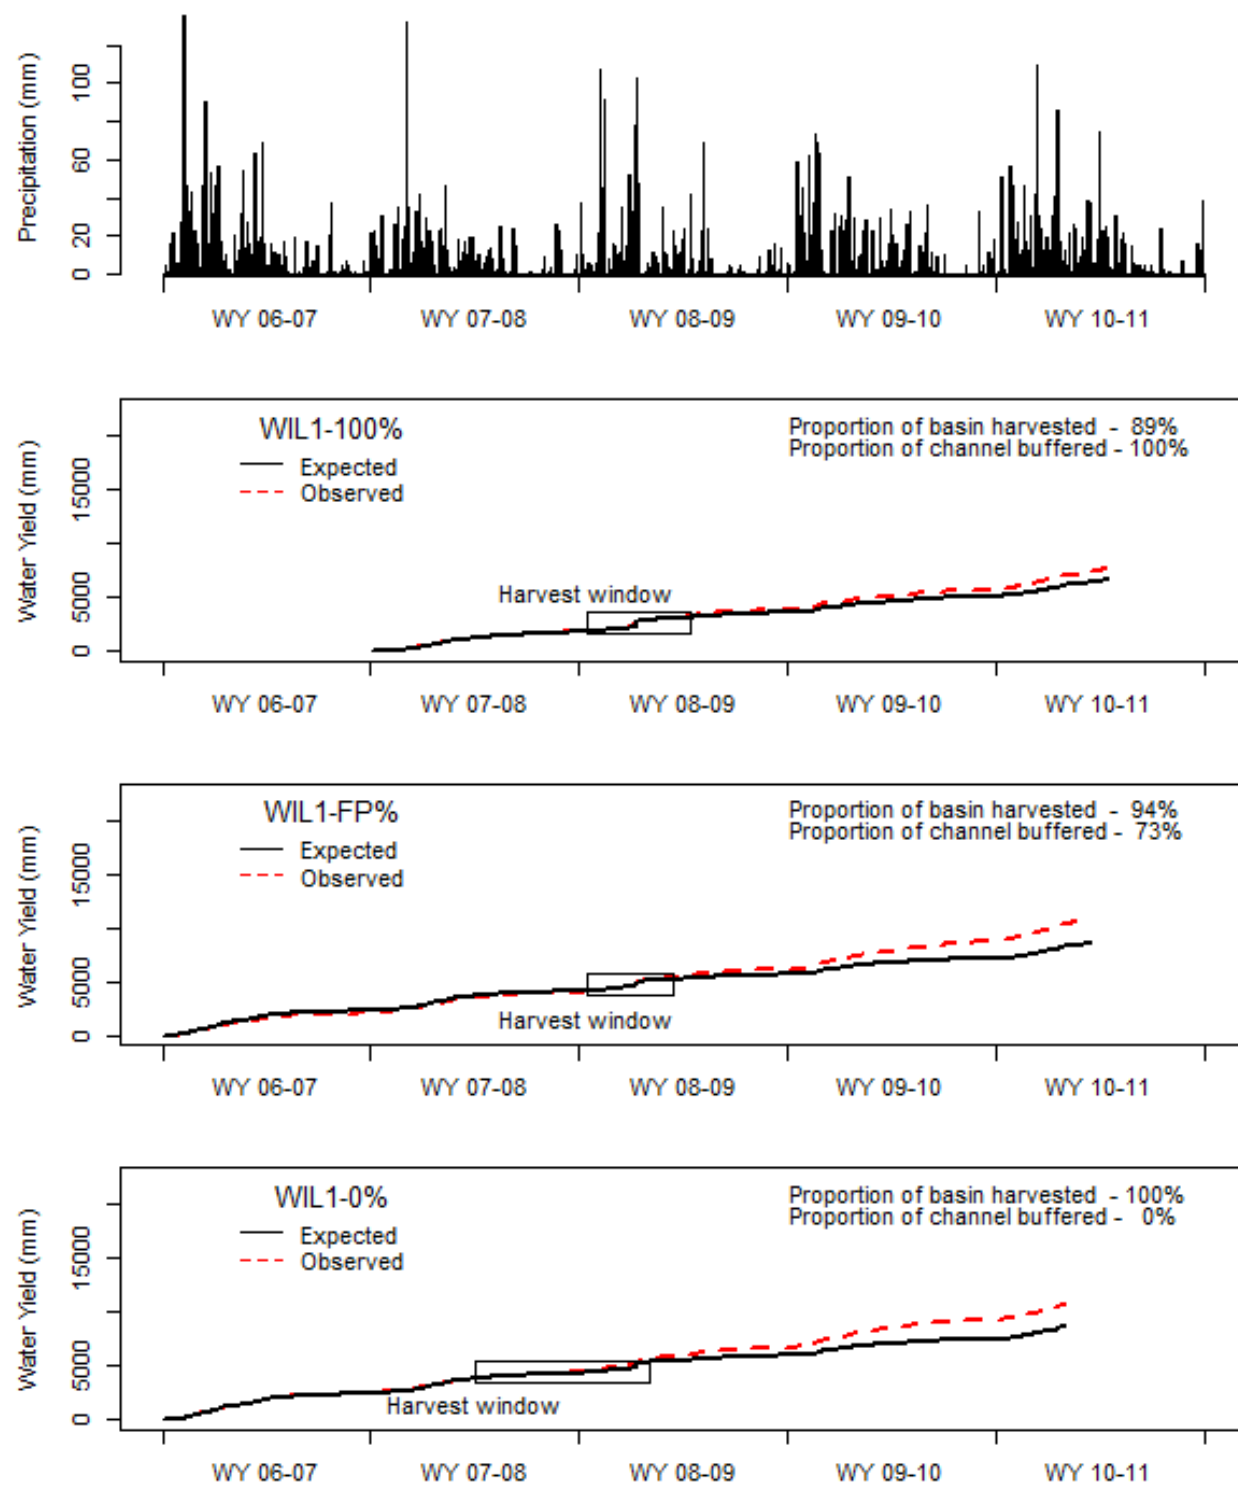 Precipitation (mm)
100
60
20
0
WY 06-07 WY 07-08 WY 08-09 WY 09-10 WY 10-11
WIL1-100%
Expected
Observed
Proportion of basin harvested - 89%
Proportion of channel buffered - 100%
Water Yield (mm)
15000
5000
0
Harvest window
WY 06-07 WY 07-08 WY 08-09 WY 09-10 WY 10-11
WIL1-FP%
Expected
Observed
Proportion of basin harvested - 94%
Proportion of channel buffered - 73%
Water Yield (mm)
15000
5000
0
Harvest window
WY 06-07 WY 07-08 WY 08-09 WY 09-10 WY 10-11
WIL1-0%
Expected
Observed
Proportion of basin harvested - 100%
Proportion of channel buffered - 0%
Water Yield (mm)
15000
5000
0
Harvest window
WY 06-07 WY 07-08 WY 08-09 WY 09-10 WY 10-11